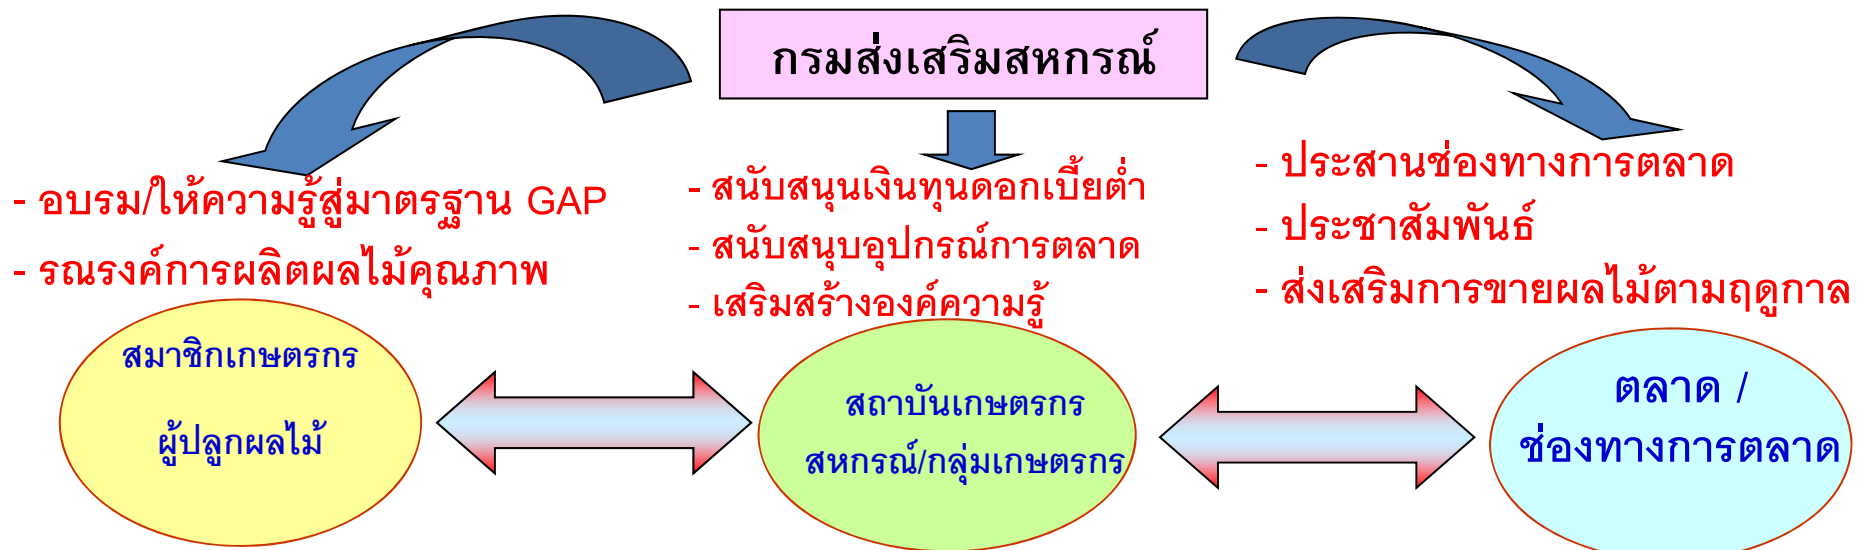 กรมส่งเสริมสหกรณ์
- อบรม/ให้ความรู้สู่มาตรฐาน GAP
- รณรงค์การผลิตผลไม้คุณภาพ
- สนับสนุนเงินทุนดอกเบี้ยต่ำ
- สนับสนุบอุปกรณ์การตลาด
- เสริมสร้างองค์ความรู้
- ประสานช่องทางการตลาด
- ประชาสัมพันธ์
- ส่งเสริมการขายผลไม้ตามฤดูกาล
สมาชิกเกษตรกร
ผู้ปลูกผลไม้
สถาบันเกษตรกร
สหกรณ์/กลุ่มเกษตรกร
ตลาด /
ช่องทางการตลาด